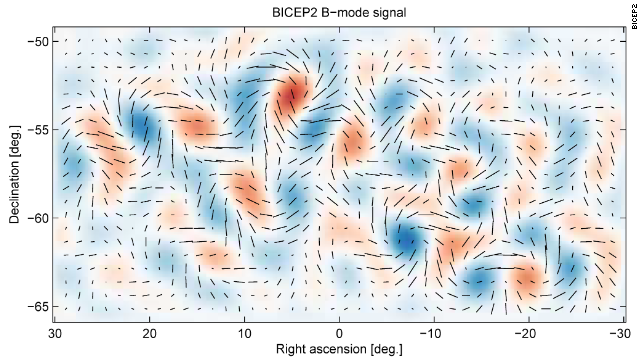 BICEP2 B−mode signal
BICEP2
−50
−55
−60
−65
Declination [deg.]
30 20 10 0 −10 −20 −30
Right ascension [deg.]